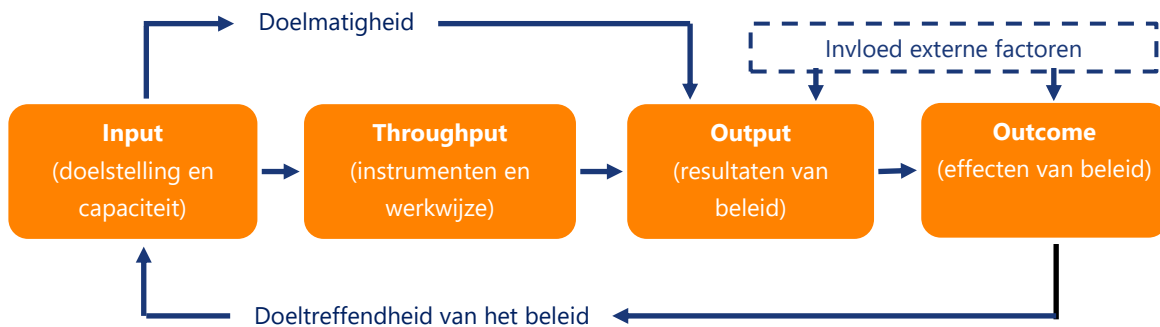 Doelmatigheid
Invloed externe factoren
Input
(doelstelling en
capaciteit)
Throughput
(instrumenten en
werkwijze)
Output
(resultaten van
beleid)
Outcome
(effecten van beleid)
Doeltreffendheid van het beleid